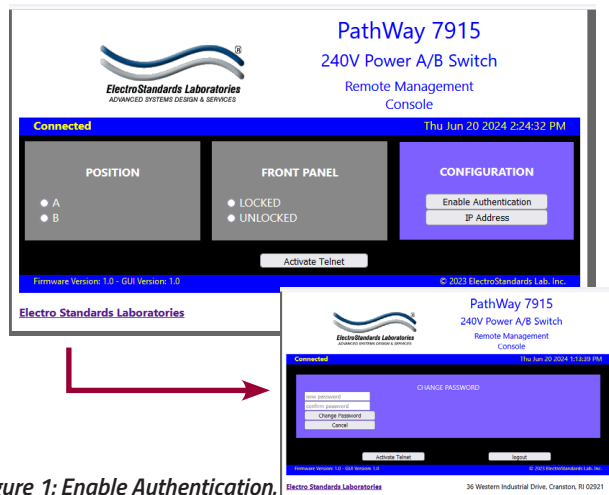 PathWay 7915
240V Power A/B Switch
®
ElectroStandards Laboratories
ADVANCED SYSTEMS DESIGN & SERVICES
Remote Management
Console
Connected
Thu Jun 20 2024 2:24:32 PM
POSITION
A
B
FRONT PANEL
LOCKED
UNLOCKED
CONFIGURATION
Enable Authentication
IP Address
Activate Telnet
Firmware Version: 1.0 - GUI Version: 1.0
© 2023 ElectroStandards Lab. Inc.
Electro Standards Laboratories
PathWay 7915
240V Power A/B Switch
ElectroStandards Laboratories
ADVANCED SYSTEMS DESIGN & SERVICES
Remote Management
Console
Connected
Thu Jun 20 2024 1:13:39 PM
CHANGE PASSWORD
new password
confirm password
Change Password
Cancel
Activate Telnet
logout
Firmware Version: 1.0 - GUI Version: 1.0
© 2023 ElectroStandards Lab. Inc.
Electro Standards Laboratories
36 Western Industrial Drive, Cranston, RI 02921
gure 1: Enable Authentication.